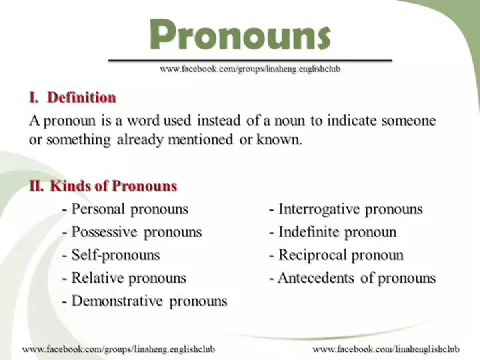 Pronouns
www.facebook.com/groups/linaheng.englishclub
I. Definition
A pronoun is a word used instead of a noun to indicate someone
or something already mentioned or known.
II. Kinds of Pronouns
- Personal pronouns
- Possessive pronouns
- Self-pronouns
- Relative pronouns
- Demonstrative pronouns
- Interrogative pronouns
- Indefinite pronoun
- Reciprocal pronoun
- Antecedents of pronouns
www.facebook.com/groups/linaheng.englishclub
www.facebook.com/linaheng.englishclub